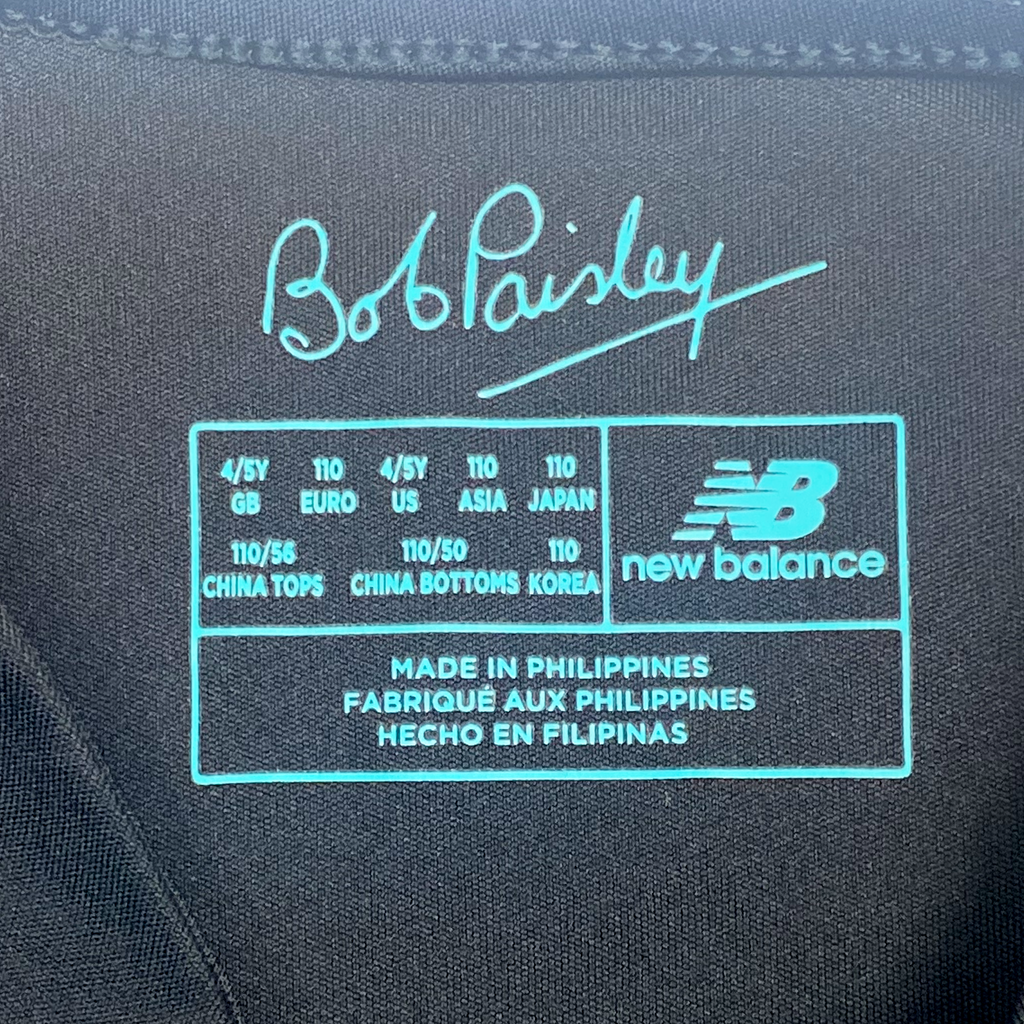 Bob Paisley
4/5Y 110 4/5Y 110 110
GB EURO US ASIA JAPAN
110/56 110/50 110
CHINA TOPS CHINA BOTTOMS KOREA
NB
new balance
MADE IN PHILIPPINES
FABRIQUÉ AUX PHILIPPINES
HECHO EN FILIPINAS